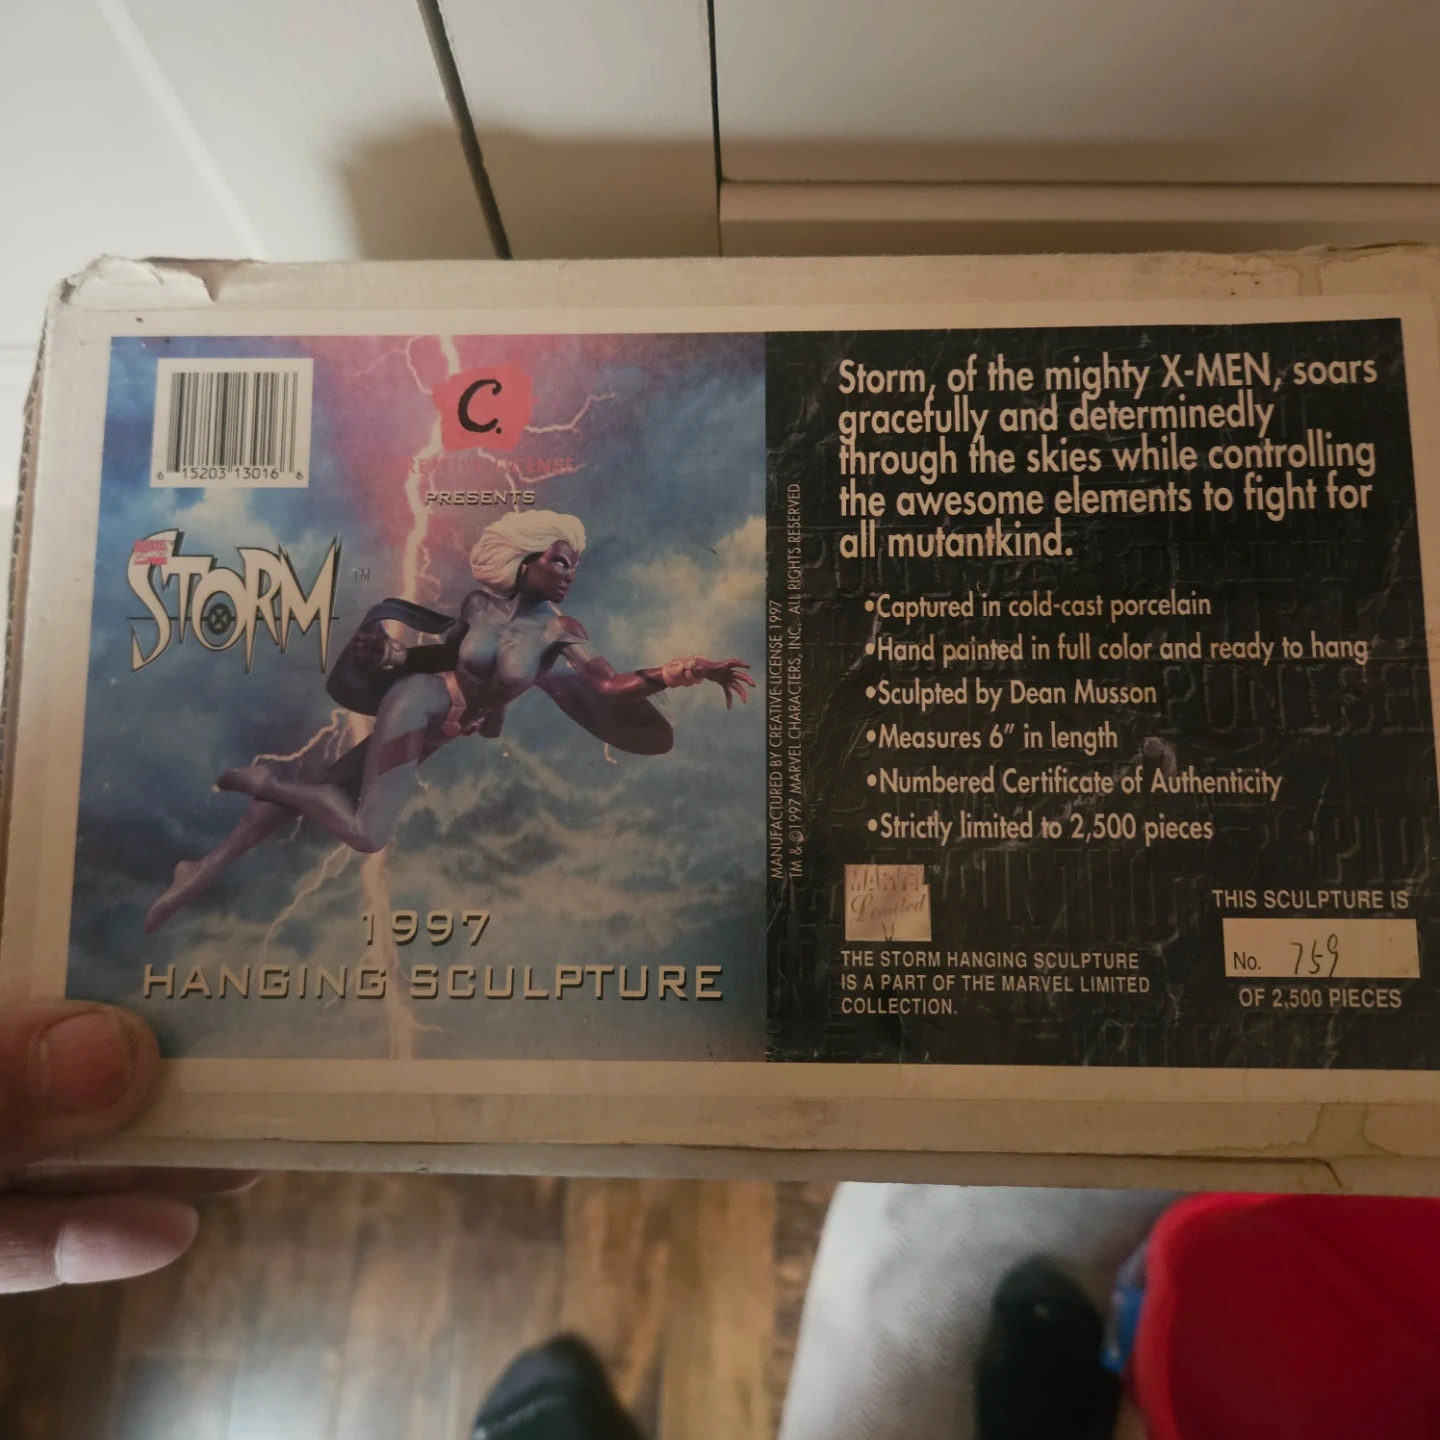 6 15203 13016 6
C.
CREATIVE LICENSE
PRESENTS
STORM™
1997
HANGING SCULPTURE
MANUFACTURED BY CREATIVE LICENSE 1997
TM & ©1997 MARVEL CHARACTERS, INC. ALL RIGHTS RESERVED.
Storm, of the mighty X-MEN, soars
gracefully and determinedly
through the skies while controlling
the awesome elements to fight for
all mutantkind.
•Captured in cold-cast porcelain
•Hand painted in full color and ready to hang
•Sculpted by Dean Musson
•Measures 6” in length
•Numbered Certificate of Authenticity
•Strictly limited to 2,500 pieces
MARVEL™
Limited
THE STORM HANGING SCULPTURE
IS A PART OF THE MARVEL LIMITED
COLLECTION.
THIS SCULPTURE IS
No. 759
OF 2,500 PIECES